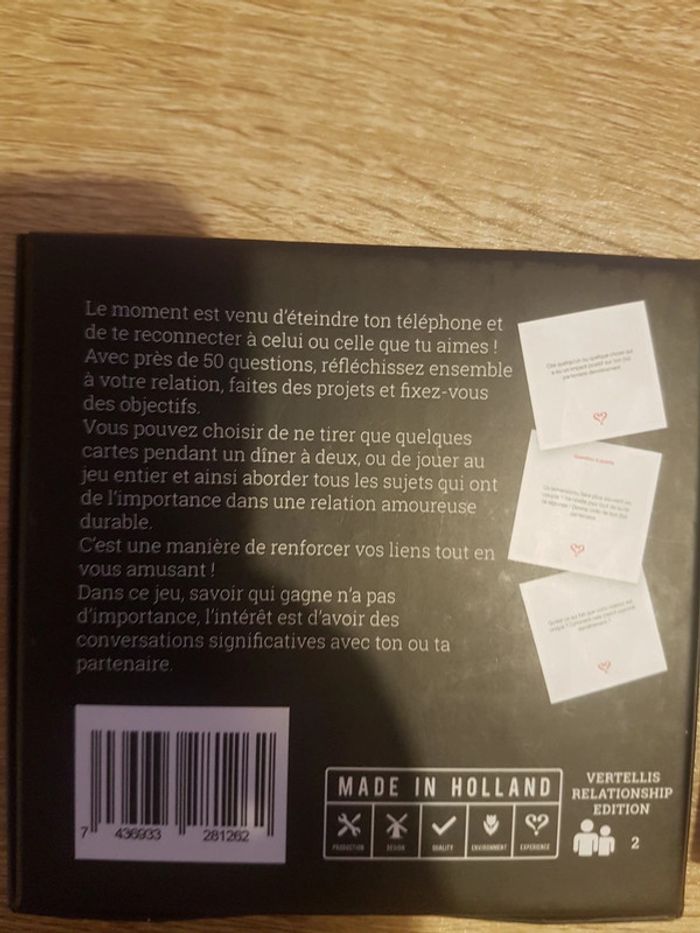 Le moment est venu d'éteindre ton téléphone et
de te reconnecter à celui ou celle que tu aimes !
Avec près de 50 questions, réfléchissez ensemble
à votre relation, faites des projets et fixez-vous
des objectifs.
Vous pouvez choisir de ne tirer que quelques
cartes pendant un dîner à deux, ou de jouer au
jeu entier et ainsi aborder tous les sujets qui ont
de l'importance dans une relation amoureuse
durable.
C'est une manière de renforcer vos liens tout en
vous amusant !
Dans ce jeu, savoir qui gagne n'a pas
d'importance, l'intérêt est d'avoir des
conversations significatives avec ton ou ta
partenaire.
7 436933 281262
MADE IN HOLLAND
PRODUCTION DESIGN QUALITY ENVIRONMENT EXPERIENCE
VERTELLIS
RELATIONSHIP
EDITION
2